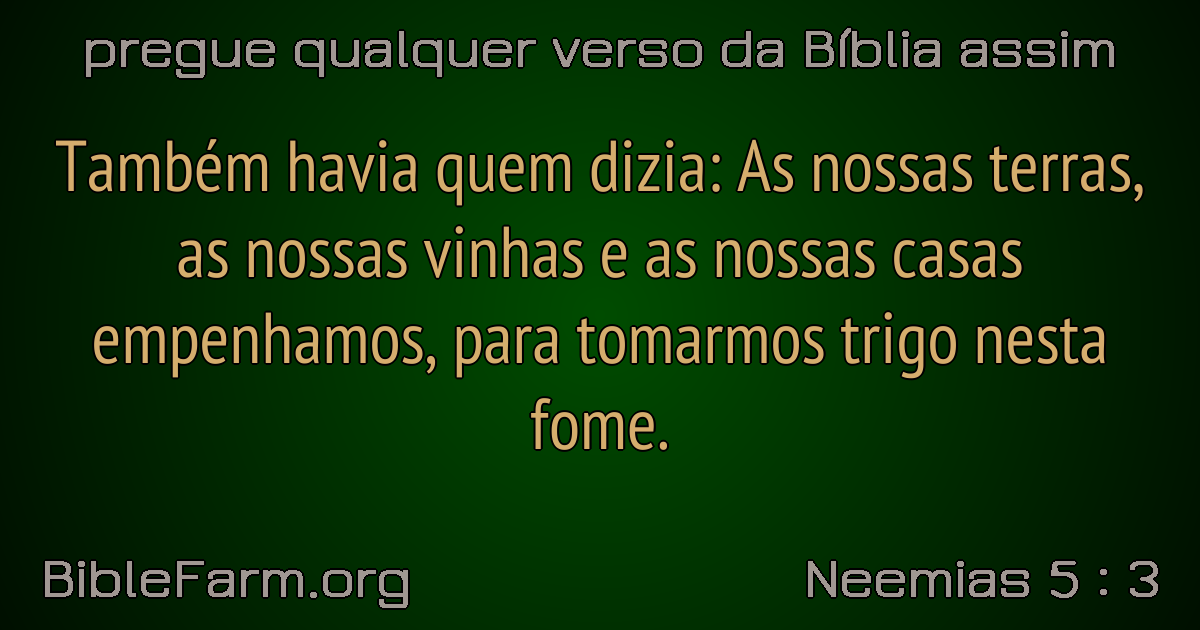 pregue qualquer verso da Bíblia assim
Também havia quem dizia: As nossas terras,
as nossas vinhas e as nossas casas
empenhamos, para tomarmos trigo nesta
fome.
BibleFarm.org
Neemias 5 : 3